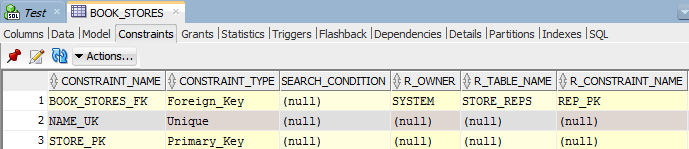 SQL Test BOOK_STORES
Columns Data Model Constraints Grants Statistics Triggers Flashback Dependencies Details Partitions Indexes SQL
Actions...
CONSTRAINT_NAME CONSTRAINT_TYPE SEARCH_CONDITION R_OWNER R_TABLE_NAME R_CONSTRAINT_NAME
1 BOOK_STORES_FK Foreign_Key (null) SYSTEM STORE_REPS REP_PK
2 NAME_UK Unique (null) (null) (null) (null)
3 STORE_PK Primary_Key (null) (null) (null) (null)